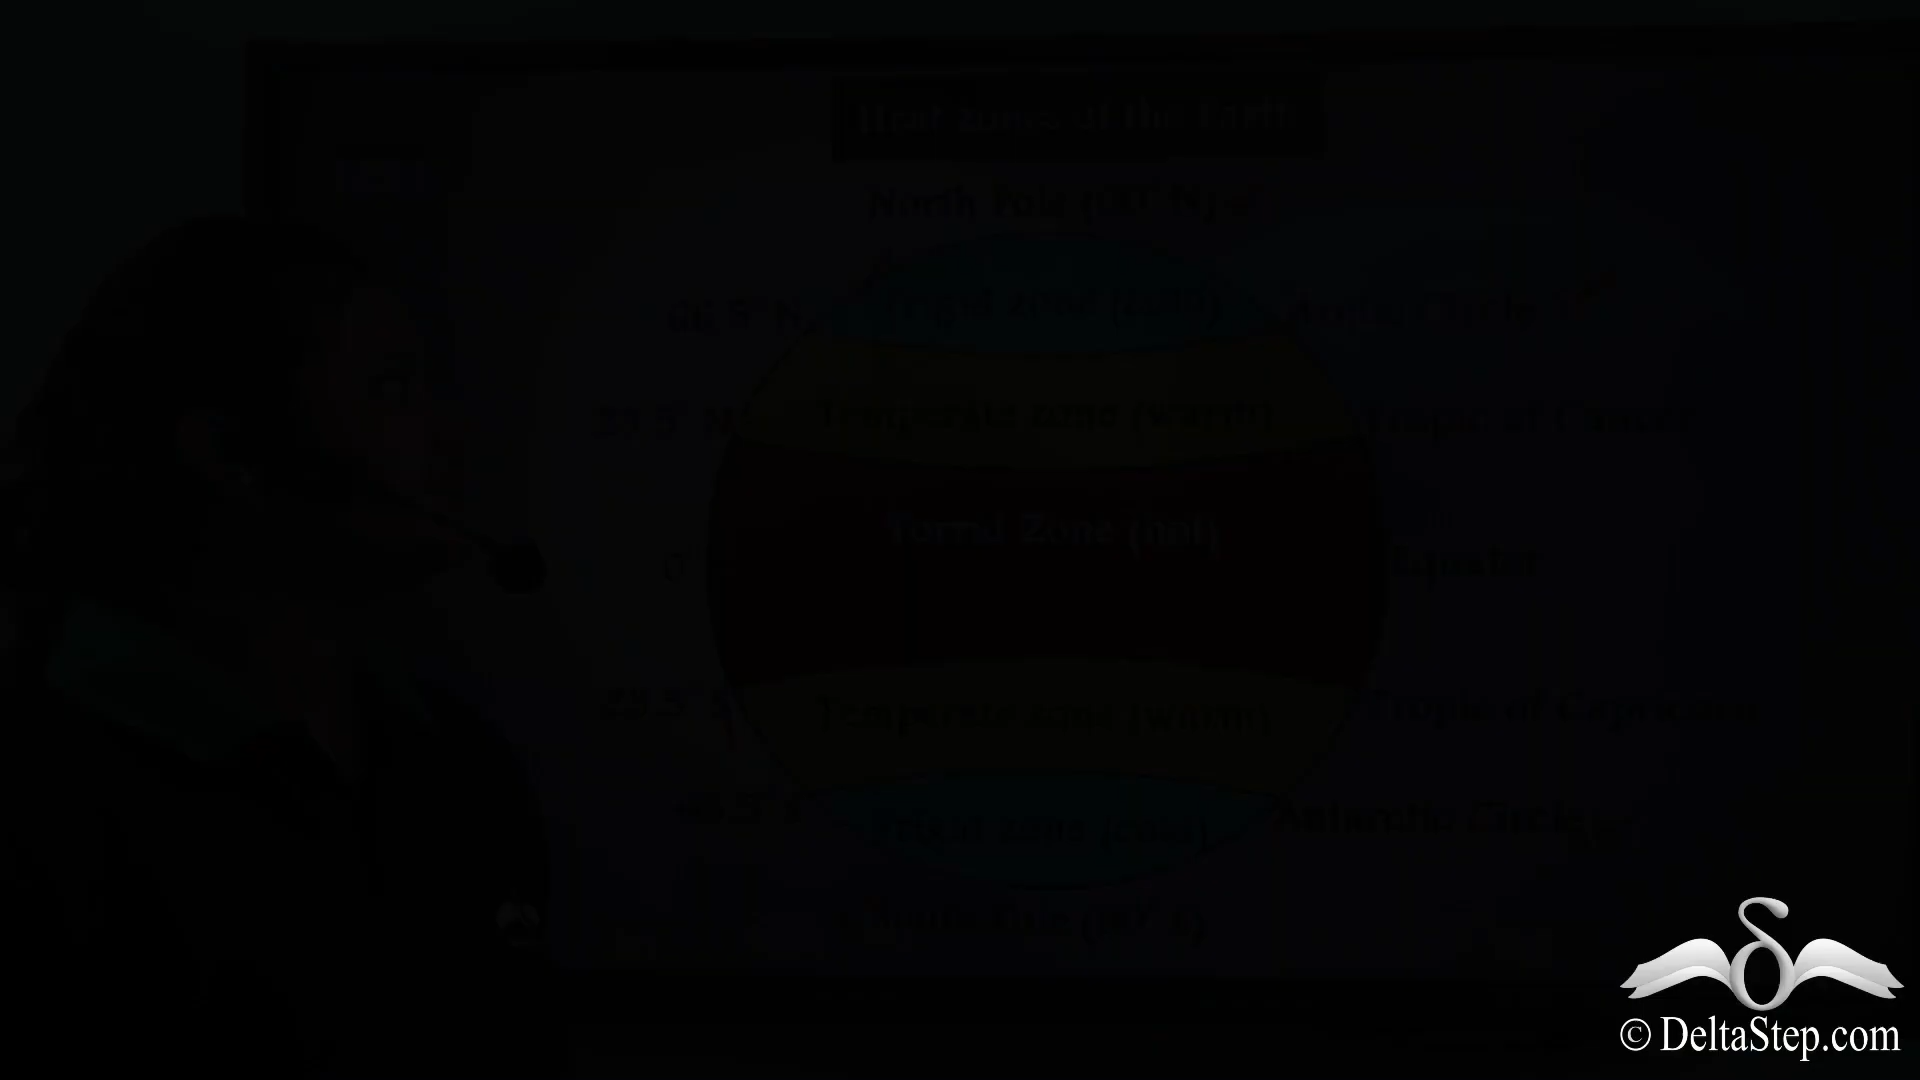 Heat zones of the Earth
North Pole (90° N)
66.5° N
Frigid zone (cold)
Arctic Circle
23.5° N
Temperate zone (warm)
Tropic of Cancer
Torrid Zone (hot)
0°
Equator
23.5° S
Temperate zone (warm)
Tropic of Capricorn
66.5° S
Frigid zone (cold)
Antarctic Circle
South Pole (90° S)
© DeltaStep.com